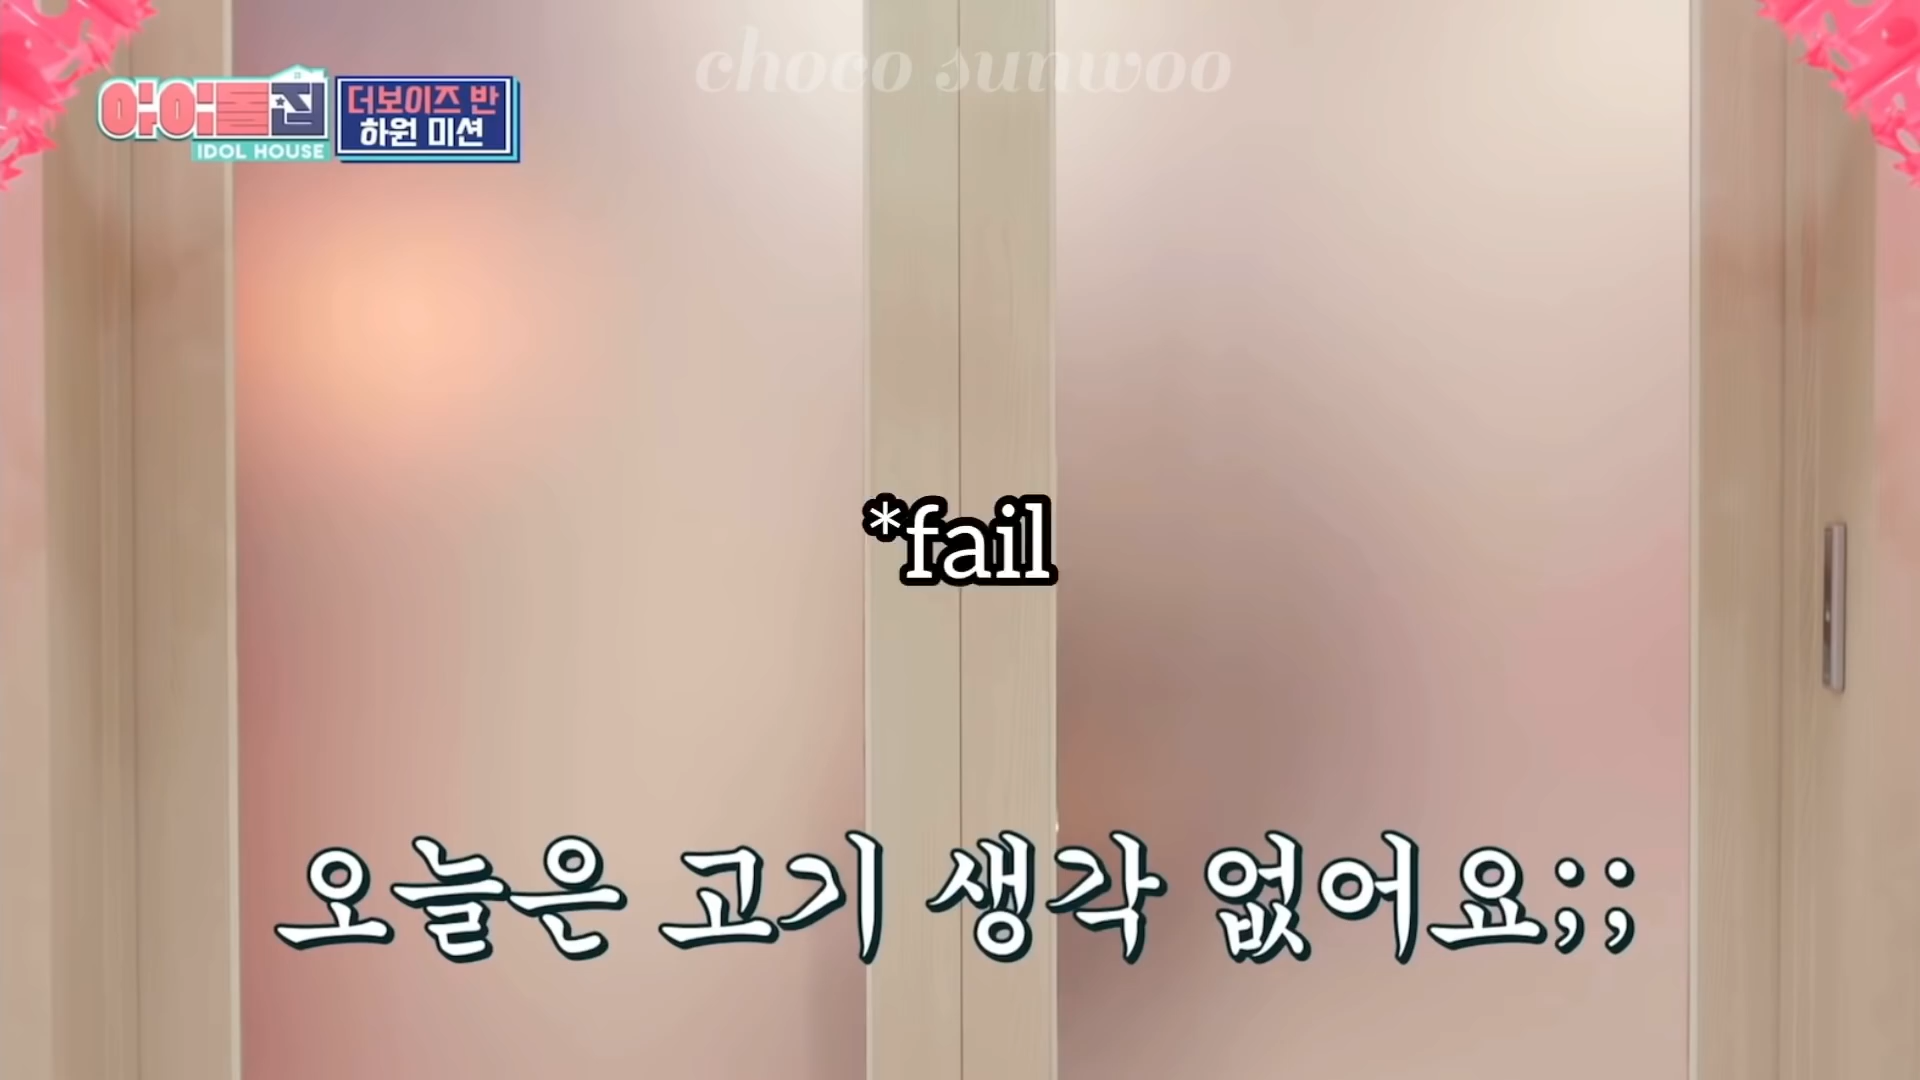 choco sunwoo
아이돌집
IDOL HOUSE
더보이즈 반
하원 미션
*fail
오늘은 고기 생각 없어요;;